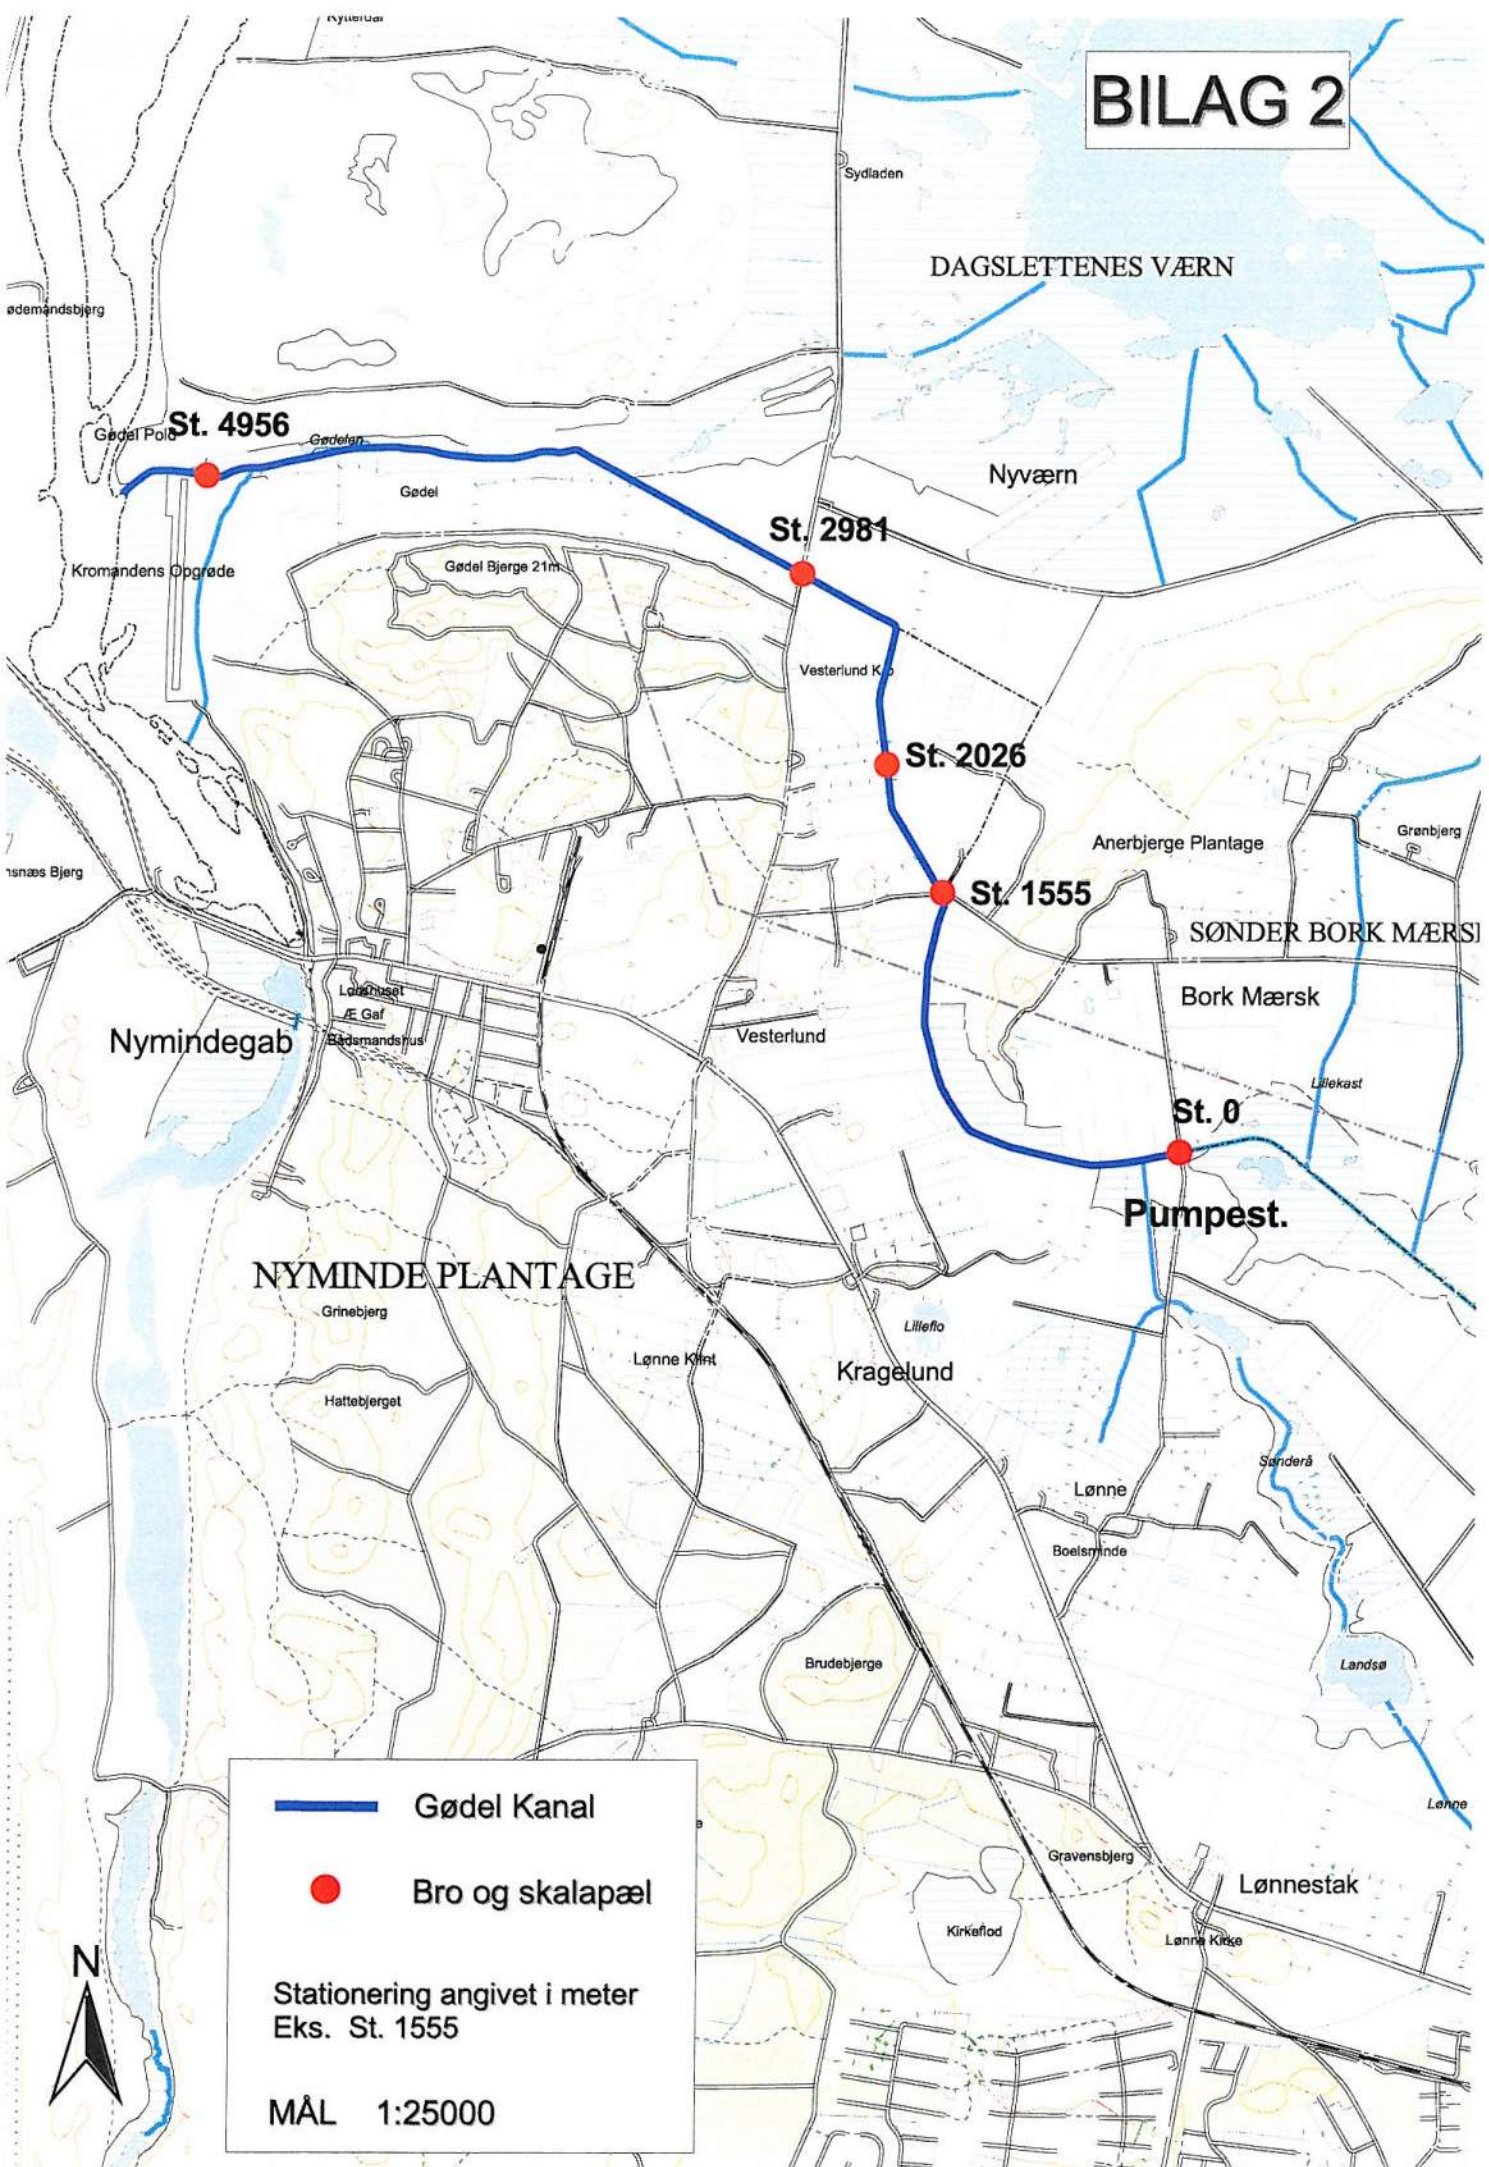 Kytterdal
BILAG 2
Sydladen
DAGSLETTENES VÆRN
ødemandsbjerg
Gødel Pold
St. 4956
Gødelen
Gødel
Nyværn
St. 2981
Kromandens Opgrøde
Gødel Bjerge 21m
Vesterlund K
St. 2026
Anerbjerge Plantage
Grønbjerg
nsnæs Bjerg
St. 1555
SØNDER BORK MÆRS
Æ Gaf
Bådsmandshus
Nymindegab
Vesterlund
Bork Mærsk
Lillekast
St. 0
Pumpest.
NYMINDE PLANTAGE
Grinebjerg
Lilleflo
Lønne Klint
Kragelund
Hattebjerget
Sønderå
Lønne
Boelsminde
Brudebjerge
Landsø
Lønne
Gravensbjerg
Lønnestak
Kirkeflod
Lønne Kirke
Gødel Kanal
Bro og skalapæl
Stationering angivet i meter
Eks. St. 1555
MÅL 1:25000
N